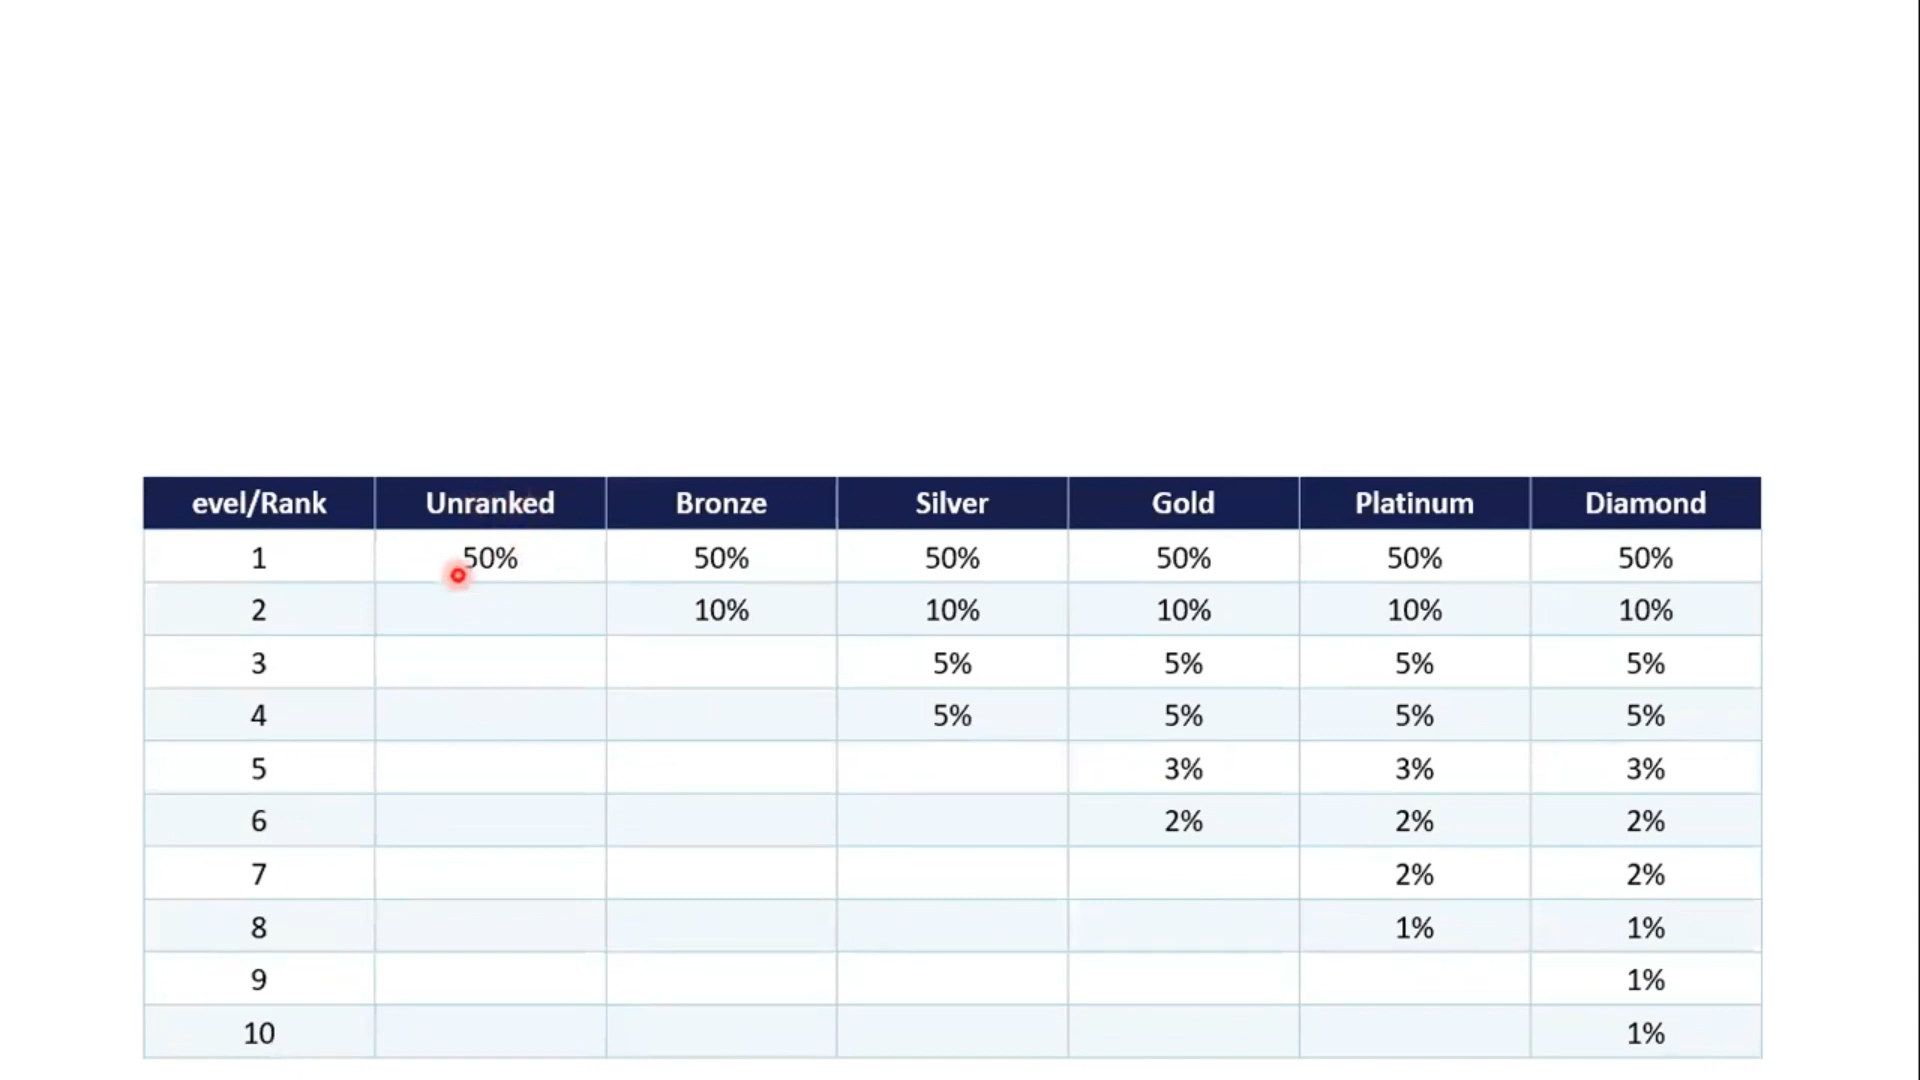 evel/Rank Unranked Bronze Silver Gold Platinum Diamond
1 50% 50% 50% 50% 50% 50%
2 10% 10% 10% 10% 10%
3 5% 5% 5% 5%
4 5% 5% 5% 5%
5 3% 3% 3%
6 2% 2% 2%
7 2% 2%
8 1% 1%
9 1%
10 1%